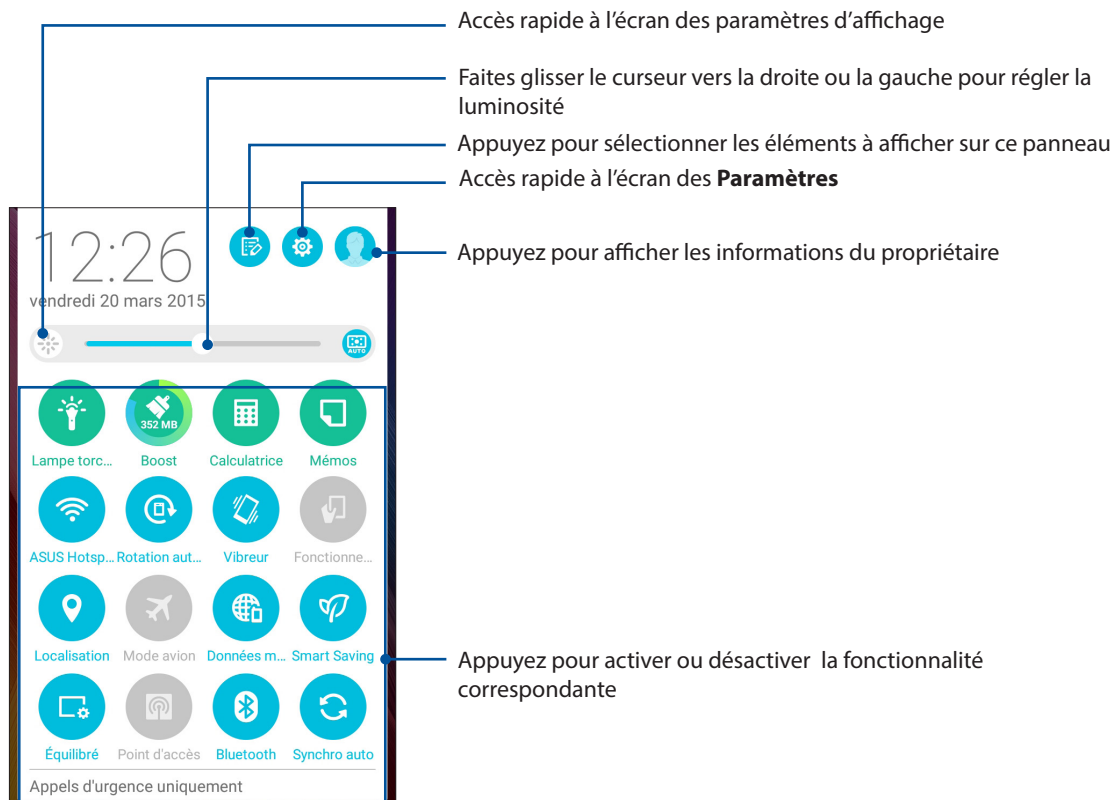 Accès rapide à l'écran des paramètres d'affichage
Faites glisser le curseur vers la droite ou la gauche pour régler la
luminosité
Appuyez pour sélectionner les éléments à afficher sur ce panneau
Accès rapide à l'écran des Paramètres
Appuyez pour afficher les informations du propriétaire
12:26
vendredi 20 mars 2015
AUTO
352 MB
Lampe torc... Boost Calculatrice Mémos
ASUS Hotsp... Rotation aut... Vibreur Fonctionne...
Localisation Mode avion Données m... Smart Saving
Appuyez pour activer ou désactiver la fonctionnalité
correspondante
Équilibré Point d'accès Bluetooth Synchro auto
Appels d'urgence uniquement